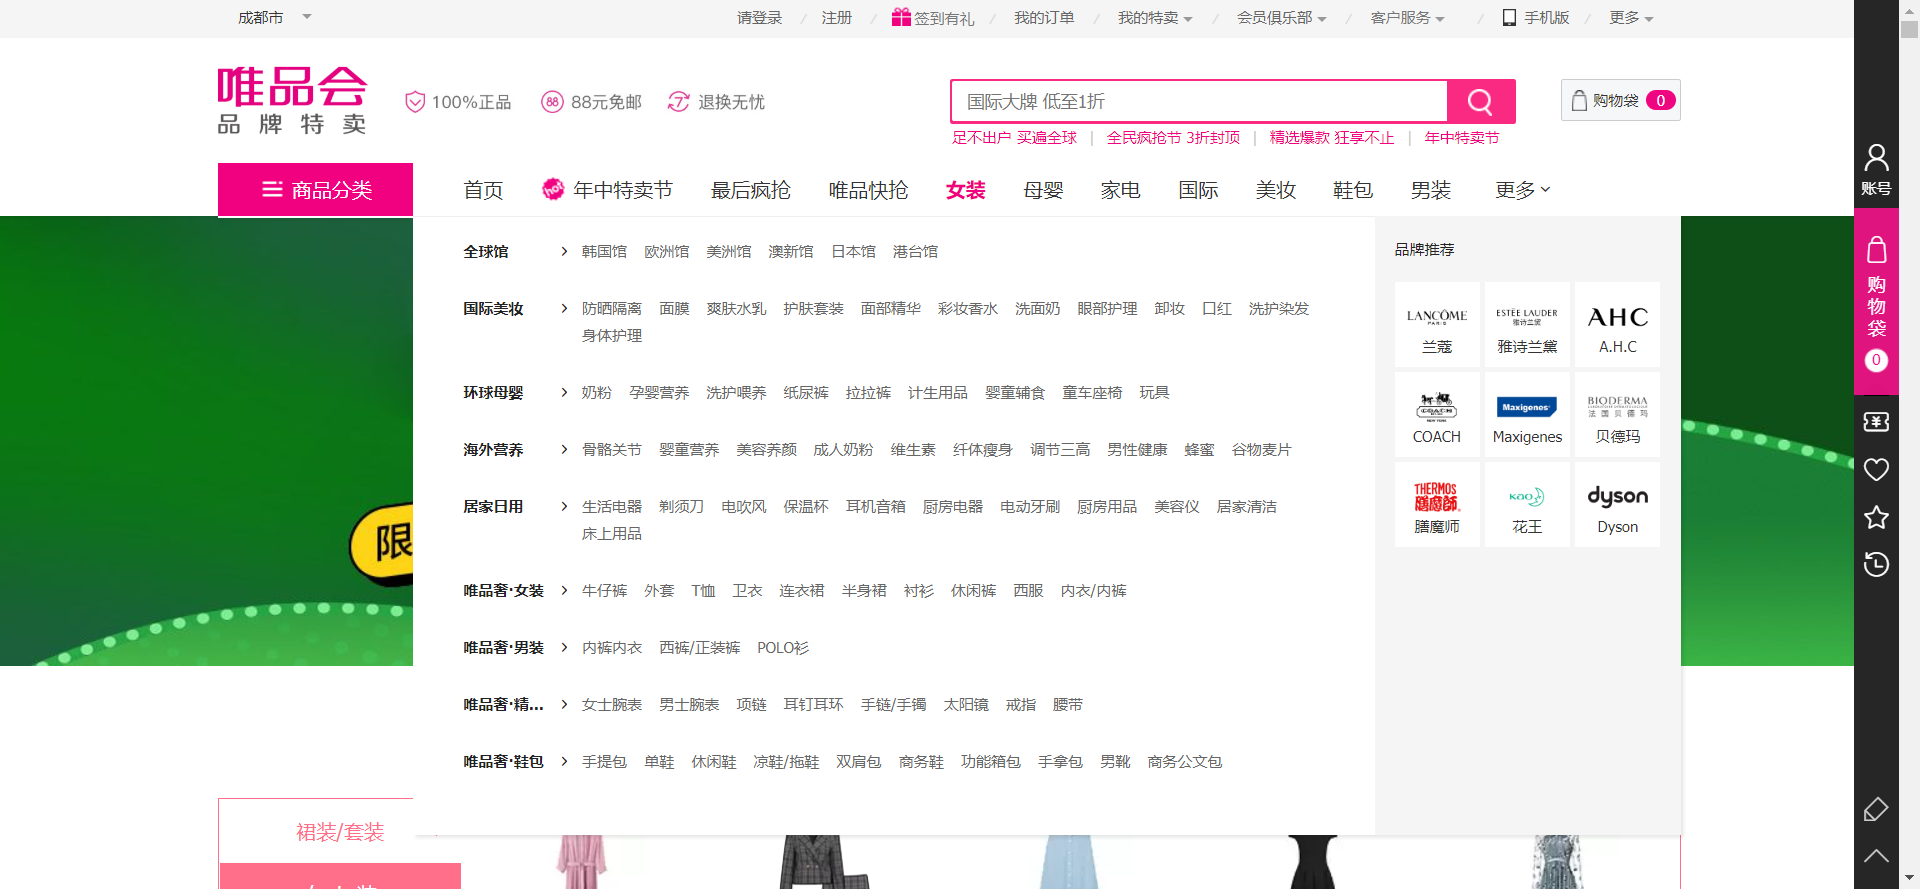 成都市 请登录 注册 签到有礼 我的订单 我的特卖 会员俱乐部 客户服务 手机版 更多
唯品会
品牌特卖
100%正品 88 88元免邮 7 退换无忧
国际大牌 低至1折
购物袋 0
足不出户 买遍全球 | 全民疯抢节 3折封顶 | 精选爆款 狂享不止 | 年中特卖节
商品分类 首页 hot 年中特卖节 最后疯抢 唯品快抢 女装 母婴 家电 国际 美妆 鞋包 男装 更多
全球馆 韩国馆 欧洲馆 美洲馆 澳新馆 日本馆 港台馆
国际美妆 防晒隔离 面膜 爽肤水乳 护肤套装 面部精华 彩妆香水 洗面奶 眼部护理 卸妆 口红 洗护染发
身体护理
环球母婴 奶粉 孕婴营养 洗护喂养 纸尿裤 拉拉裤 计生用品 婴童辅食 童车座椅 玩具
海外营养 骨骼关节 婴童营养 美容养颜 成人奶粉 维生素 纤体瘦身 调节三高 男性健康 蜂蜜 谷物麦片
居家日用 生活电器 剃须刀 电吹风 保温杯 耳机音箱 厨房电器 电动牙刷 厨房用品 美容仪 居家清洁
床上用品
唯品奢·女装 牛仔裤 外套 T恤 卫衣 连衣裙 半身裙 衬衫 休闲裤 西服 内衣/内裤
唯品奢·男装 内裤内衣 西裤/正装裤 POLO衫
唯品奢·精... 女士腕表 男士腕表 项链 耳钉耳环 手链/手镯 太阳镜 戒指 腰带
唯品奢·鞋包 手提包 单鞋 休闲鞋 凉鞋/拖鞋 双肩包 商务鞋 功能箱包 手拿包 男靴 商务公文包
品牌推荐
LANCÔME
PARIS
兰蔻
ESTĒE LAUDER
雅诗兰黛
雅诗兰黛
AHC
A.H.C
COACH
NEW YORK
COACH
Maxigenes
Maxigenes
BIODERMA
法国贝德玛
贝德玛
THERMOS
膳魔師
膳魔师
Kao
花王
dyson
Dyson
账号
购物袋
0
限
裙装/套装